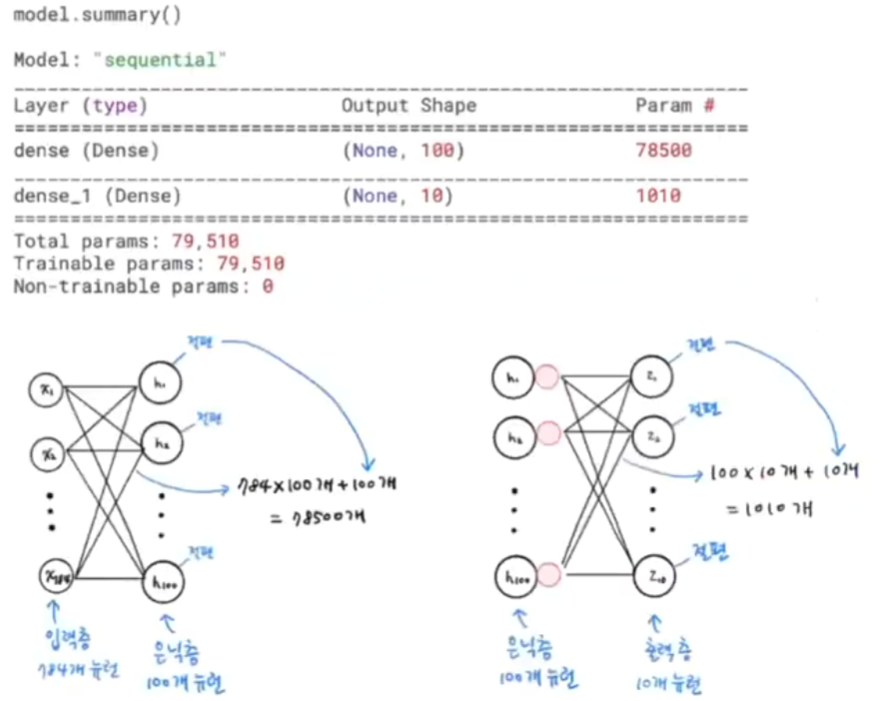 model.summary()
Model: "sequential"
Layer (type) Output Shape Param #
dense (Dense) (None, 100) 78500
dense_1 (Dense) (None, 10) 1010
Total params: 79,510
Trainable params: 79,510
Non-trainable params: 0
절편
x₁ h₁
절편
x₂ h₂
784×100개+100개
= 78500개
절편
x₇₈₄ h₁₀₀
입력층
784개 뉴런
은닉층
100개 뉴런
절편
h₁ z₁
절편
h₂ z₂
100×10개+10개
=1010개
절편
h₁₀₀ z₁₀
은닉층
100개 뉴런
출력층
10개 뉴런